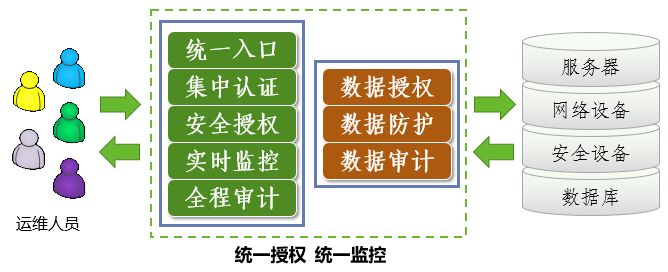 统一入口
集中认证
安全授权
实时监控
全程审计
数据授权
数据防护
数据审计
服务器
网络设备
安全设备
数据库
运维人员
统一授权 统一监控